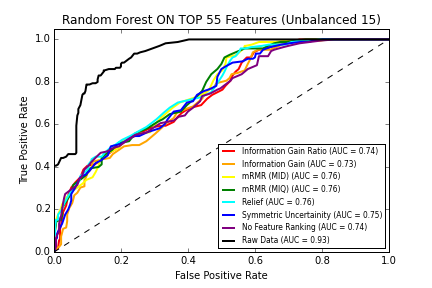 Random Forest ON TOP 55 Features (Unbalanced 15)
1.0
0.8
0.6
0.4
0.2
0.0
True Positive Rate
Information Gain Ratio (AUC = 0.74)
Information Gain (AUC = 0.73)
mRMR (MID) (AUC = 0.76)
mRMR (MIQ) (AUC = 0.76)
Relief (AUC = 0.76)
Symmetric Uncertainity (AUC = 0.75)
No Feature Ranking (AUC = 0.74)
Raw Data (AUC = 0.93)
0.0 0.2 0.4 0.6 0.8 1.0
False Positive Rate